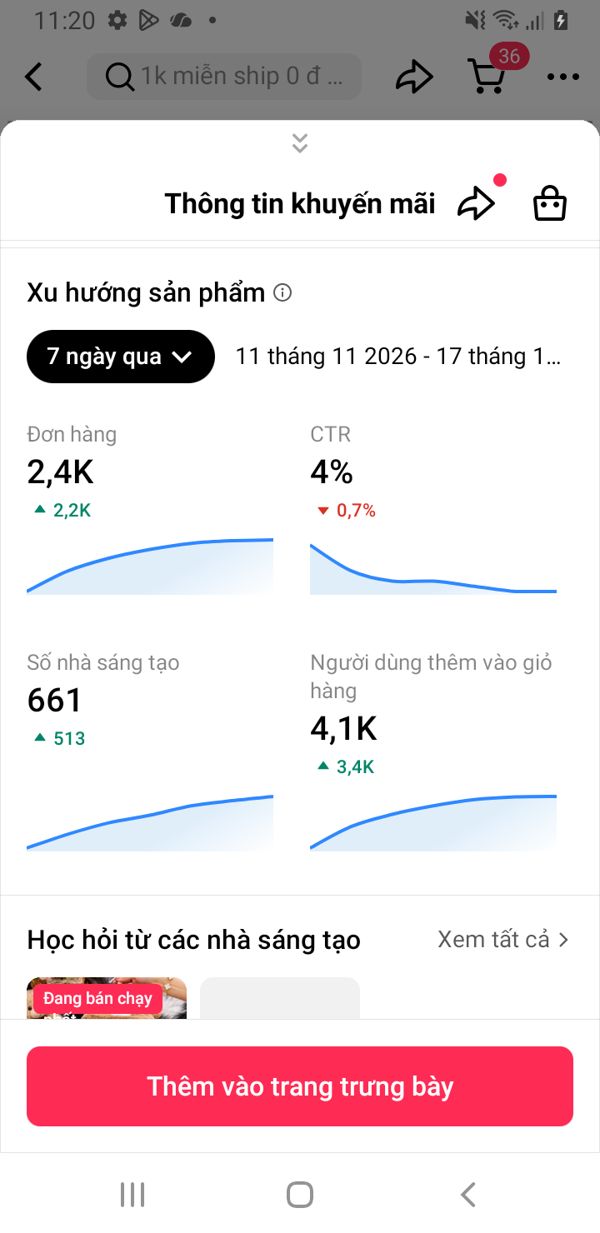 11:20
36
1k miễn ship 0 đ ...
Thông tin khuyến mãi
Xu hướng sản phẩm
7 ngày qua
11 tháng 11 2026 - 17 tháng 1...
Đơn hàng
2,4K
2,2K
CTR
4%
0,7%
Số nhà sáng tạo
661
513
Người dùng thêm vào giỏ
hàng
4,1K
3,4K
Học hỏi từ các nhà sáng tạo
Xem tất cả
Đang bán chạy
nhất
Thêm vào trang trưng bày